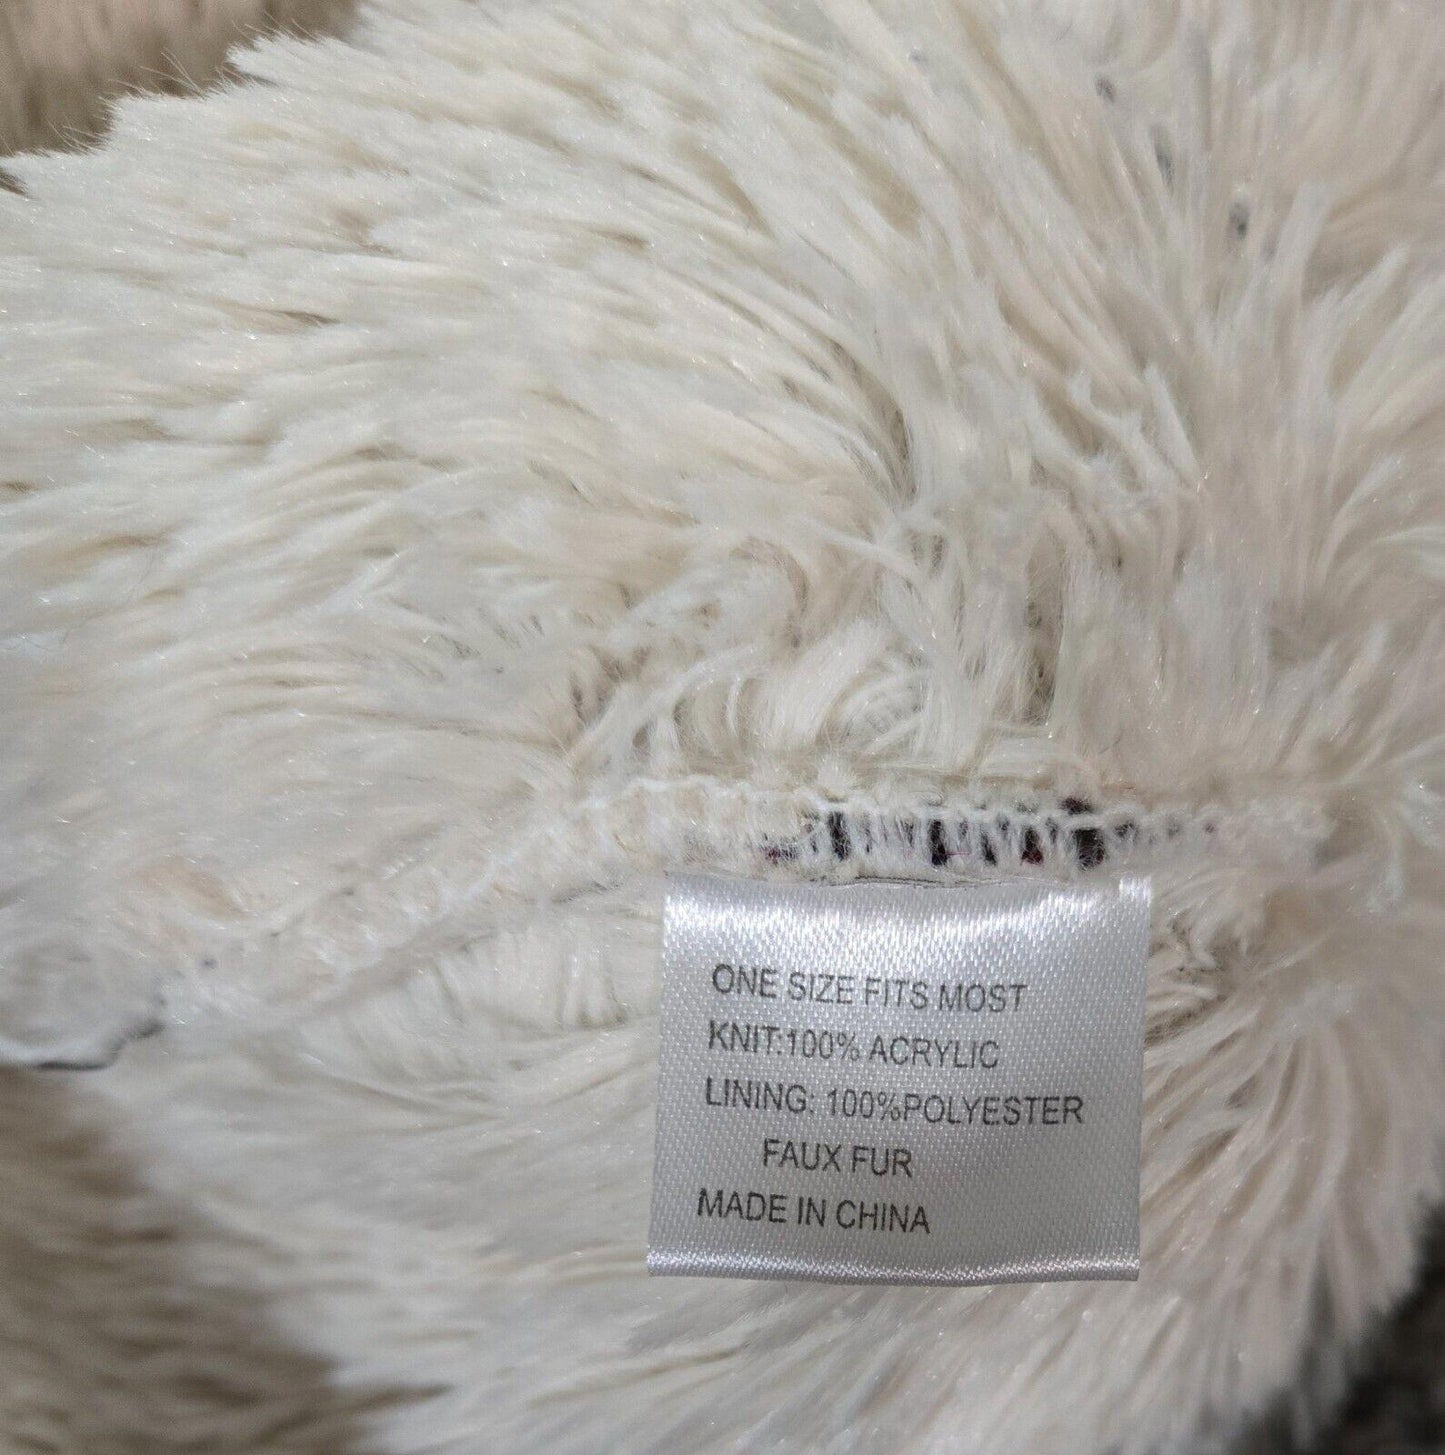 ONE SIZE FITS MOST
KNIT:100% ACRYLIC
LINING: 100%POLYESTER
FAUX FUR
MADE IN CHINA